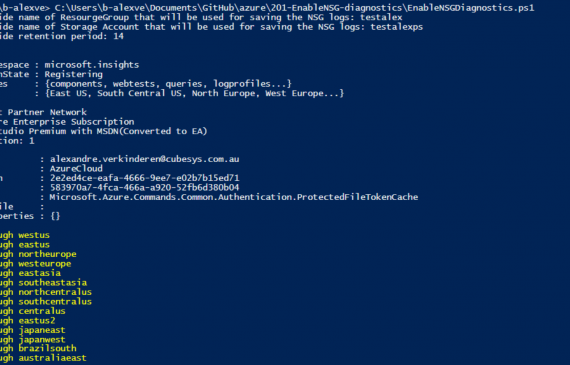 \b-alexve> C:\Users\b-alexve\Documents\GitHub\azure\201-EnableNSG-diagnostics\EnableNSGDiagnostics.ps1
ide name of ResourgeGroup that will be used for saving the NSG logs: testalex
ide name of Storage Account that will be used for saving the NSG logs: testalexps
ide retention period: 14
espace : microsoft.insights
nState : Registering
es : {components, webtests, queries, logprofiles...}
: {East US, South Central US, North Europe, West Europe...}
t Partner Network
re Enterprise Subscription
tudio Premium with MSDN(Converted to EA)
tion: 1
: alexandre.verkinderen@cubesys.com.au
: AzureCloud
n : 2e2ed4ce-eafa-4666-9ee7-e02b7b15ed71
: 583970a7-4fca-466a-a920-52fb6d380b04
: Microsoft.Azure.Commands.Common.Authentication.ProtectedFileTokenCache
ile :
perties : {}
ugh westus
ugh eastus
ugh northeurope
ugh westeurope
ugh eastasia
ugh southeastasia
ugh northcentralus
ugh southcentralus
ugh centralus
ugh eastus2
ugh japaneast
ugh japanwest
ugh brazilsouth
ugh australiaeast